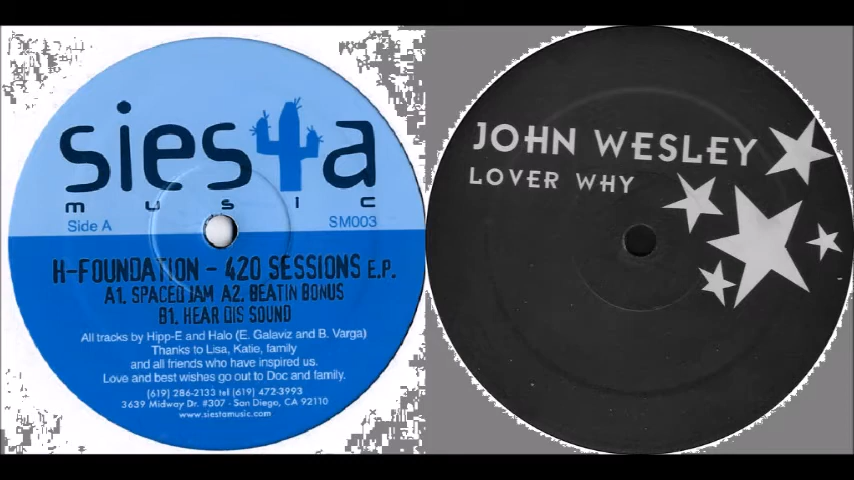 siesta
music
Side A
SM003
H-FOUNDATION - 420 SESSIONS E.P.
A1. SPACED JAM A2. BEATIN BONUS
B1. HEAR DIS SOUND
All tracks by Hipp-E and Halo (E. Galaviz and B. Varga)
Thanks to Lisa, Katie, family
and all friends who have inspired us.
Love and best wishes go out to Doc and family.
(619) 286-2133 tel (619) 472-3993
3639 Midway Dr. #307 - San Diego, CA 92110
www.siestamusic.com
JOHN WESLEY
LOVER WHY